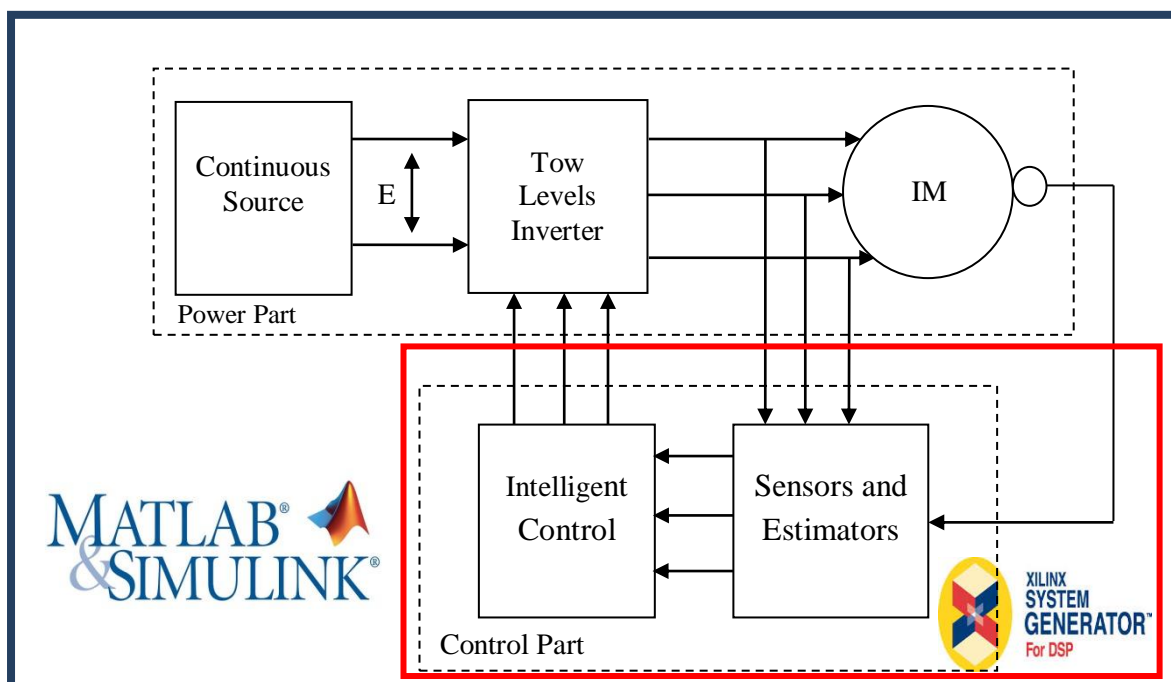 Continuous
Source
E
Tow
Levels
Inverter
IM
Power Part
Intelligent
Control
Sensors and
Estimators
Control Part
MATLAB®
&SIMULINK®
XILINX
SYSTEM
GENERATOR™
For DSP